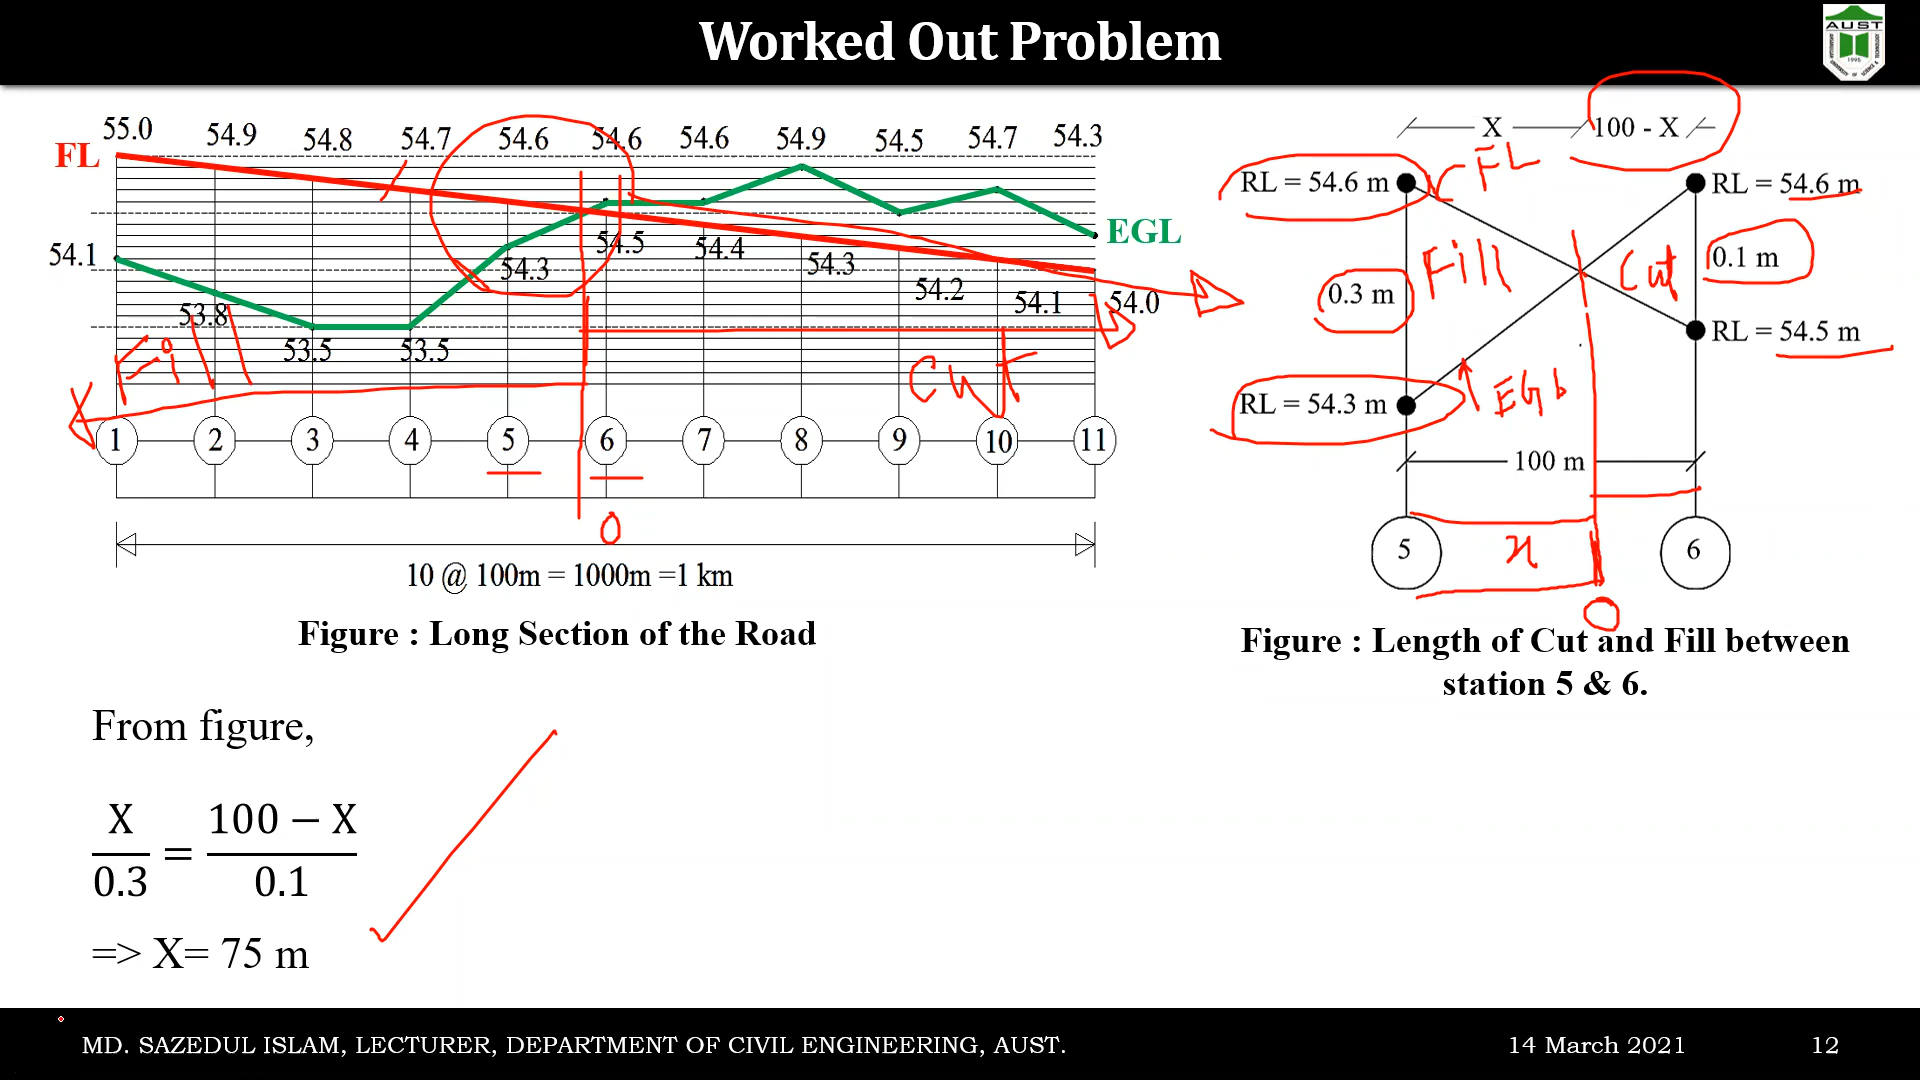 Worked Out Problem
AUST
1995
55.0 54.9 54.8 54.7 54.6 54.6 54.6 54.9 54.5 54.7 54.3
FL
EGL
54.1 53.8 53.5 53.5 54.3 54.5 54.4 54.3 54.2 54.1 54.0
Fill
Cut
1 2 3 4 5 6 7 8 9 10 11
O
10 @ 100m = 1000m =1 km
Figure : Long Section of the Road
X 100 - X
FL
RL = 54.6 m RL = 54.6 m
Fill Cut
0.3 m 0.1 m
RL = 54.5 m
RL = 54.3 m
EGL
100 m
5 x 6
O
Figure : Length of Cut and Fill between
station 5 & 6.
From figure,
X/0.3 = 100 − X/0.1
=> X= 75 m
MD. SAZEDUL ISLAM, LECTURER, DEPARTMENT OF CIVIL ENGINEERING, AUST.
14 March 2021
12